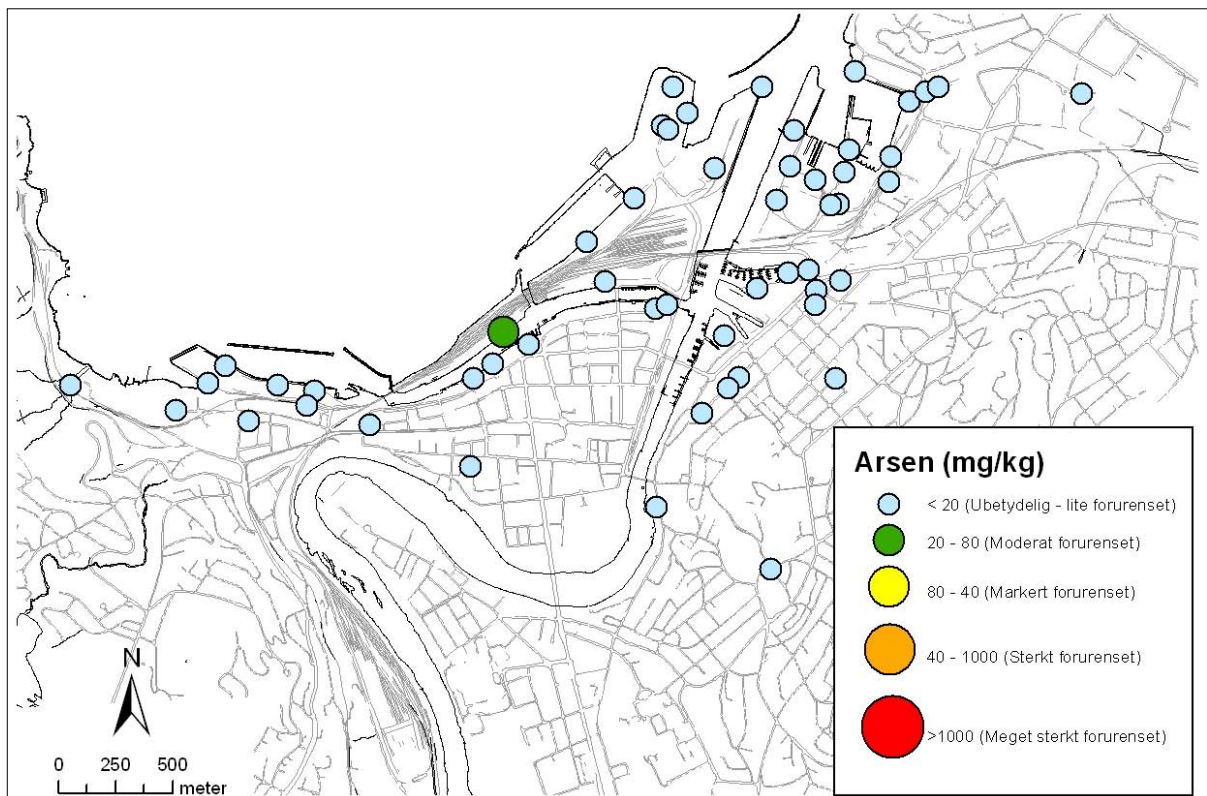 Arsen (mg/kg)
< 20 (Ubetydelig - lite forurenset)
20 - 80 (Moderat forurenset)
80 - 40 (Markert forurenset)
40 - 1000 (Sterkt forurenset)
>1000 (Meget sterkt forurenset)
N
0 250 500
meter